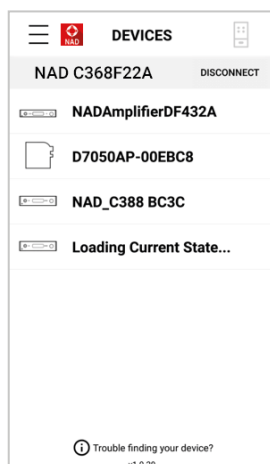 NAD
DEVICES
NAD C368F22A
DISCONNECT
NADAmplifierDF432A
D7050AP-00EBC8
NAD_C388 BC3C
Loading Current State...
Trouble finding your device?